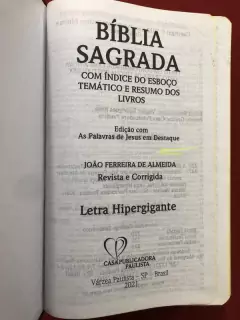 BÍBLIA
SAGRADA
COM ÍNDICE DO ESBOÇO
TEMÁTICO E RESUMO DOS
LIVROS
Edição com
As Palavras de Jesus em Destaque
JOÃO FERREIRA DE ALMEIDA
Revista e Corrigida
Letra Hipergigante
CASA PUBLICADORA
PAULISTA
Várzea Paulista - SP - Brasil
2021